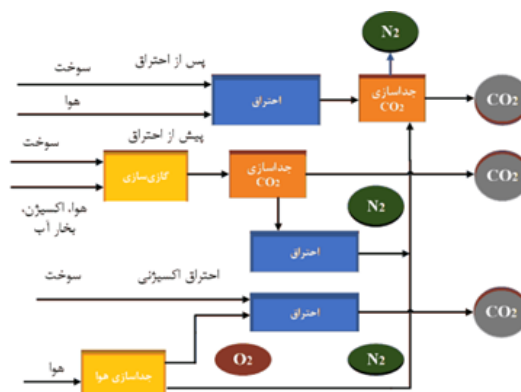 N2
سوخت
پس از احتراق
هوا
احتراق
جداسازی
CO2
CO2
سوخت
پیش از احتراق
گازی‌سازی
جداسازی
CO2
CO2
هوا، اکسیژن،
بخار آب
N2
احتراق
سوخت
احتراق اکسیژنی
احتراق
CO2
هوا
جداسازی هوا
O2
N2